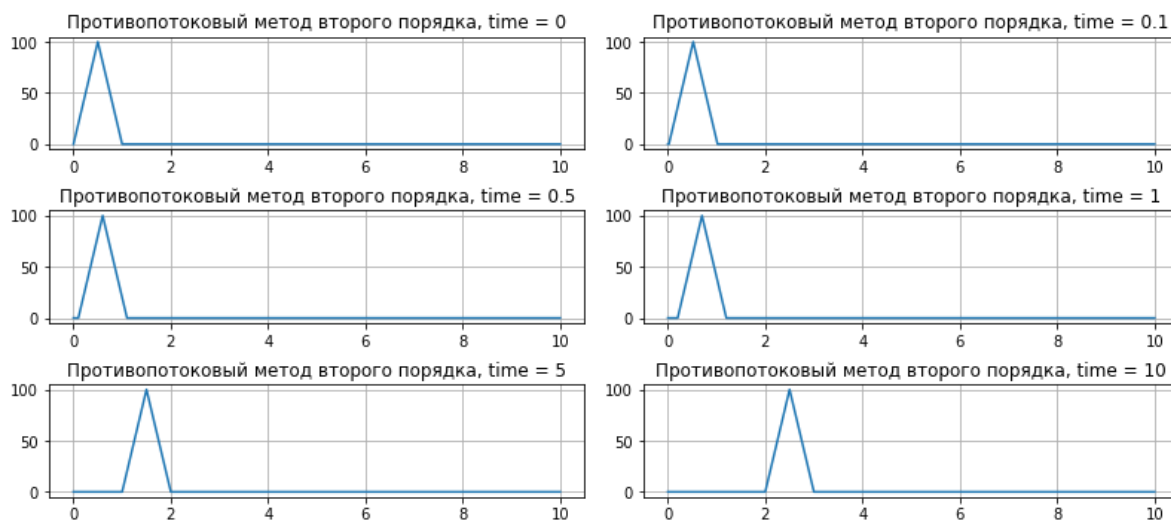 Противопотоковый метод второго порядка, time = 0
100
50
0
0 2 4 6 8 10
Противопотоковый метод второго порядка, time = 0.1
100
50
0
0 2 4 6 8 10
Противопотоковый метод второго порядка, time = 0.5
100
50
0
0 2 4 6 8 10
Противопотоковый метод второго порядка, time = 1
100
50
0
0 2 4 6 8 10
Противопотоковый метод второго порядка, time = 5
100
50
0
0 2 4 6 8 10
Противопотоковый метод второго порядка, time = 10
100
50
0
0 2 4 6 8 10